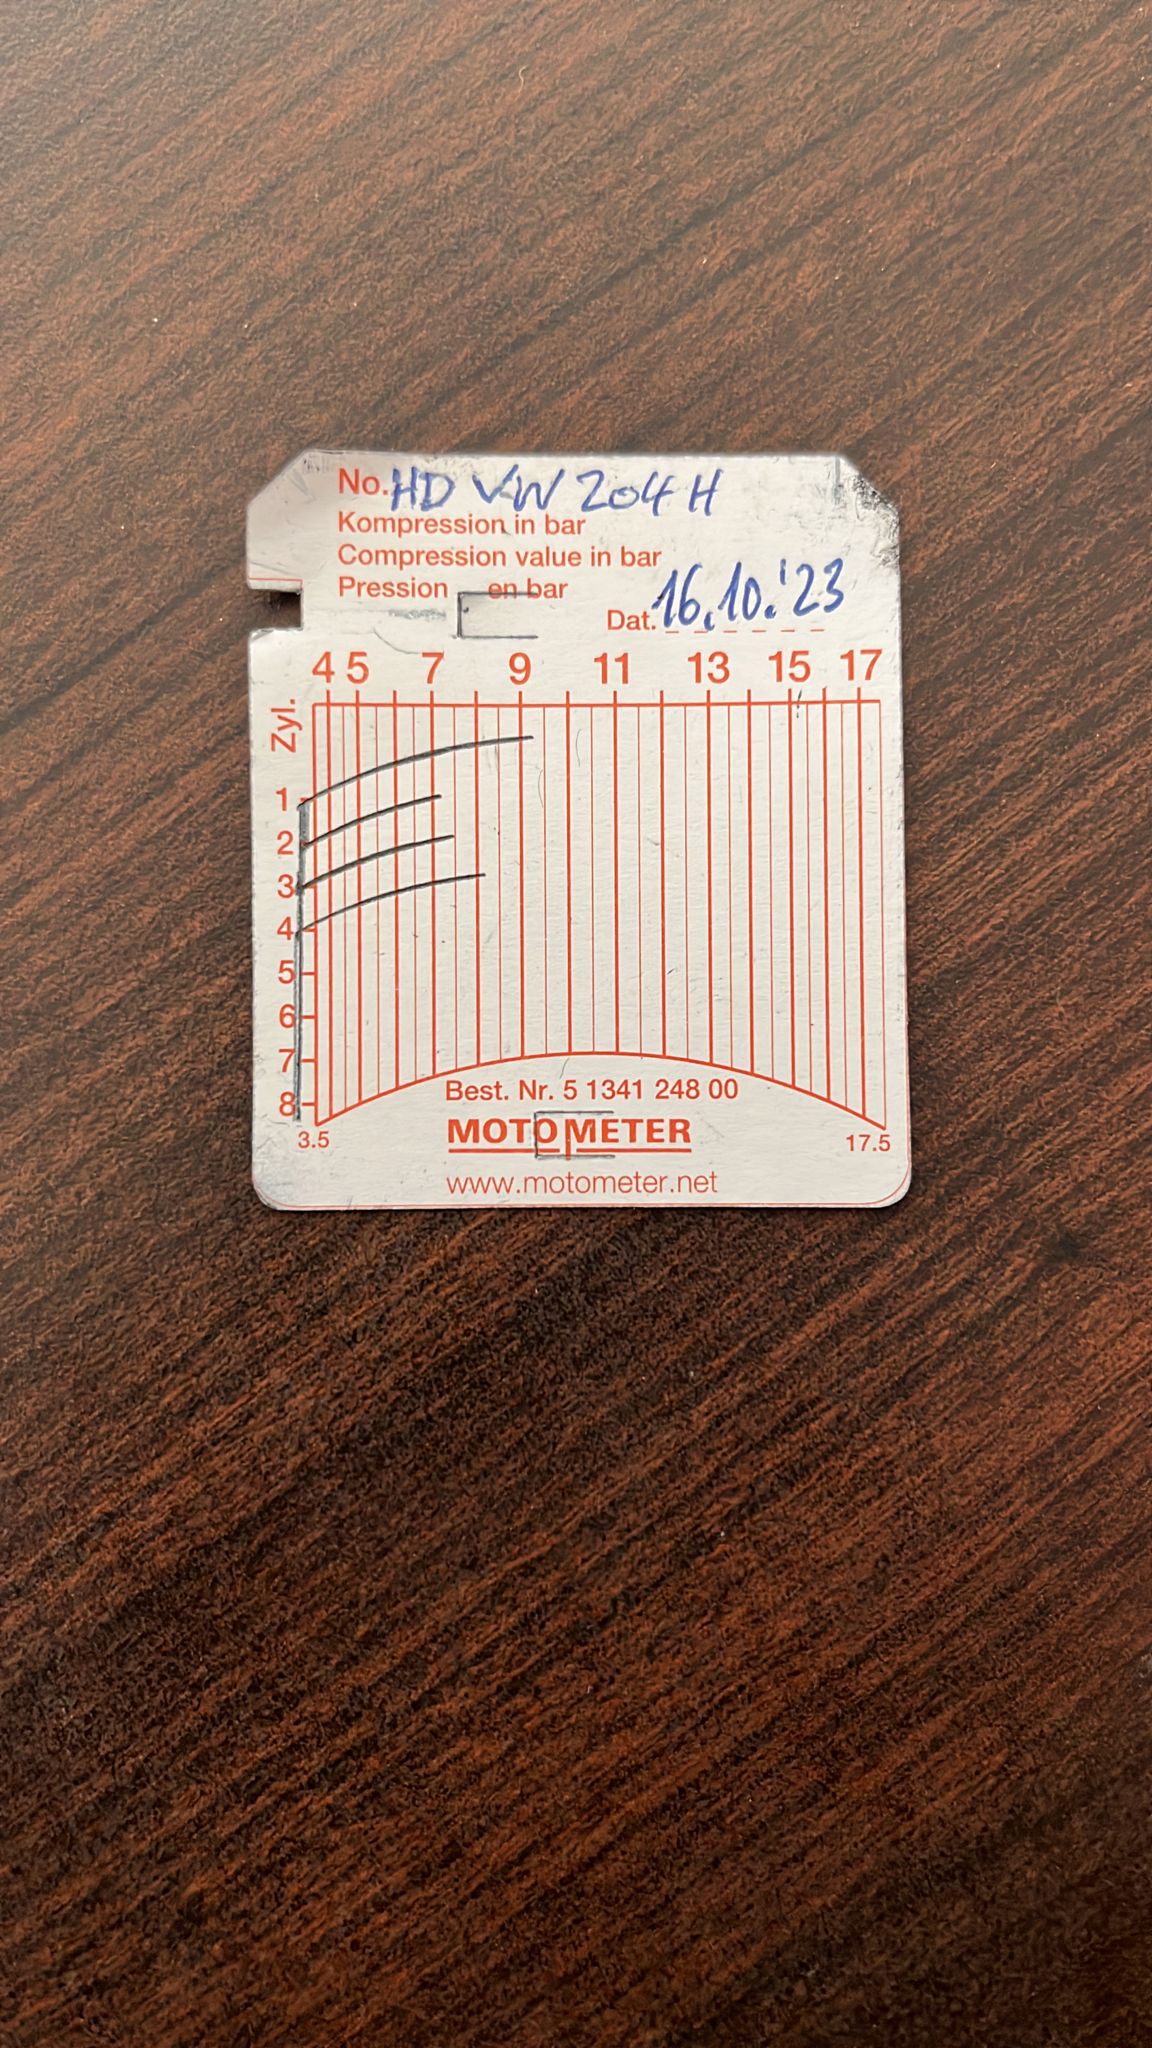 No. HD VW 204 H
Kompression in bar
Compression value in bar
Pression en bar
Dat. 16.10.'23
4 5 7 9 11 13 15 17
Zyl.
1
2
3
4
5
6
7
8
3.5
17.5
Best. Nr. 5 1341 248 00
MOTOMETER
www.motometer.net